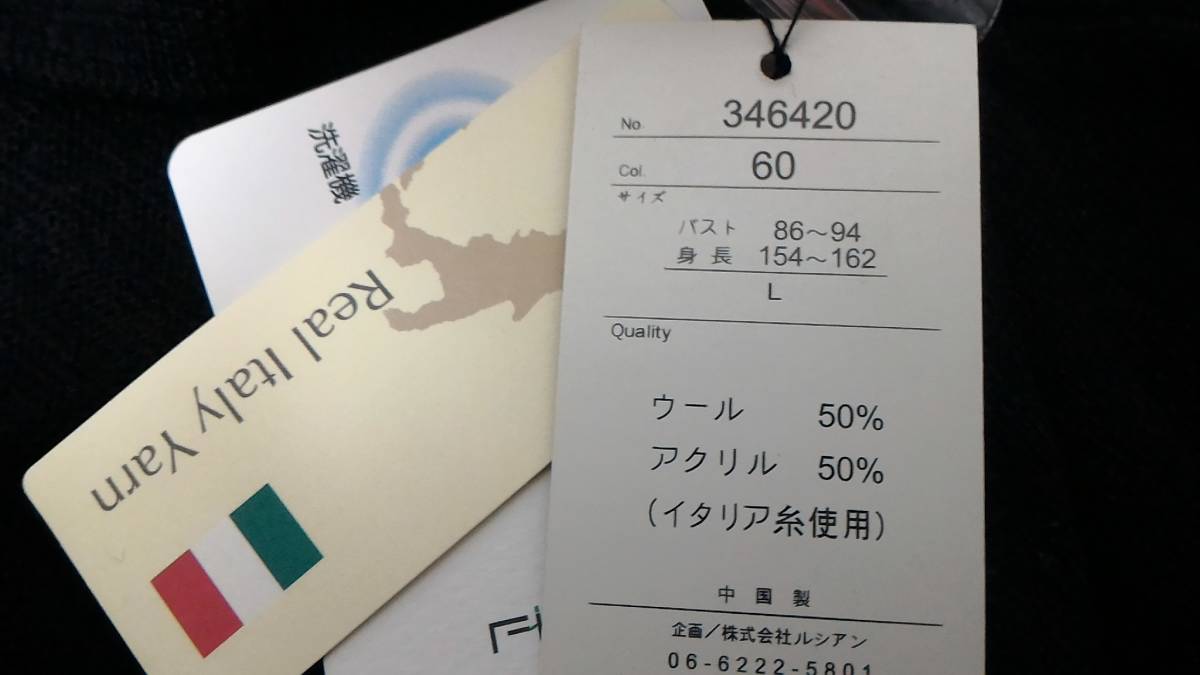 洗濯機
Real Italy Yarn
No. 346420
Col. 60
サイズ
バスト 86～94
身長 154～162
L
Quality
ウール 50%
アクリル 50%
(イタリア糸使用)
中国製
企画／株式会社ルシアン
06-6222-5801